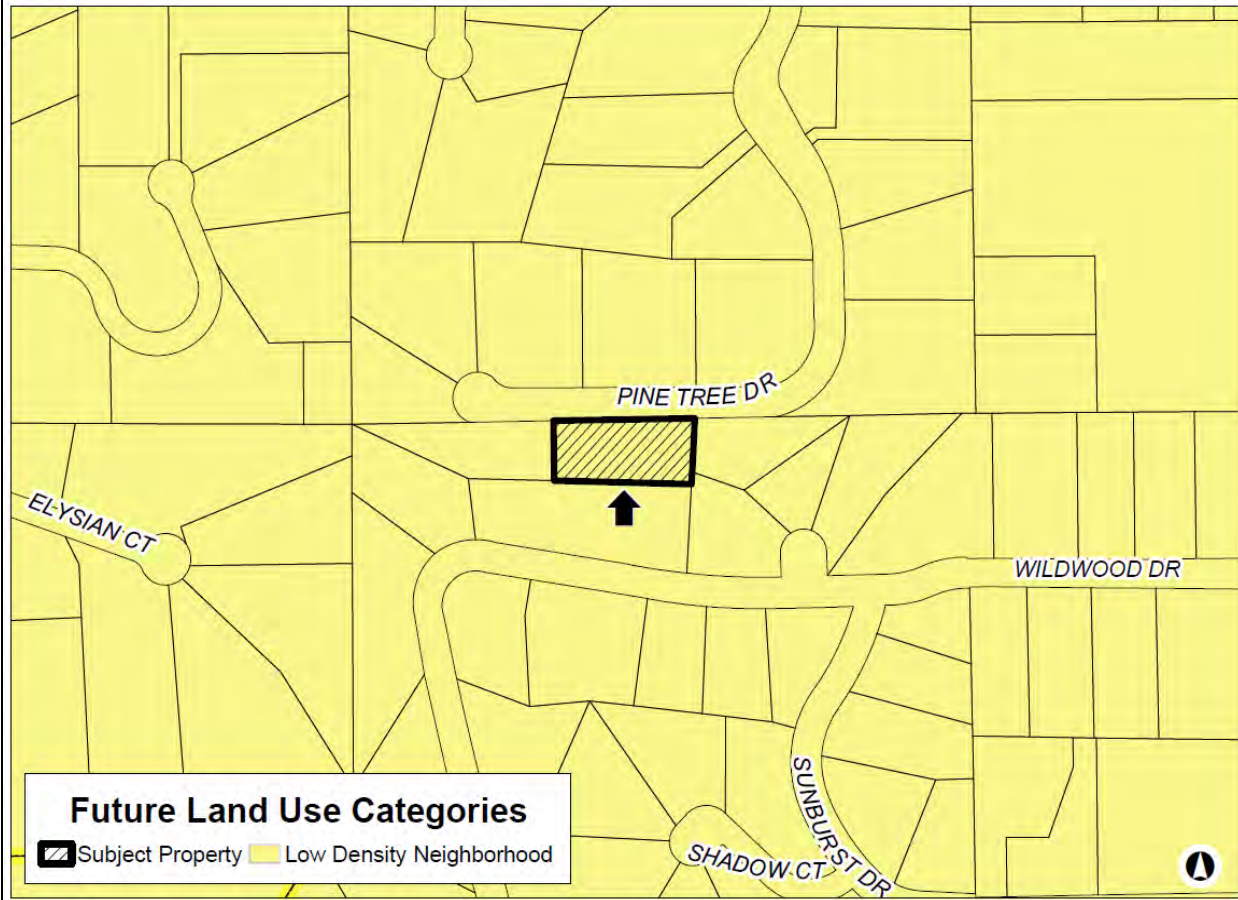 PINE TREE DR
ELYSIAN CT
WILDWOOD DR
SUNBURST DR
SHADOW CT
Future Land Use Categories
Subject Property Low Density Neighborhood